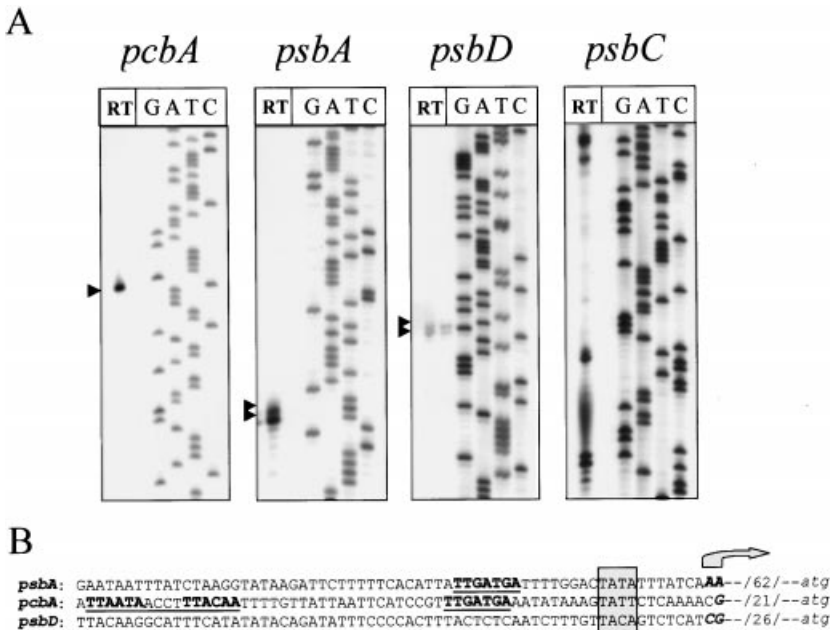 A
pcbA psbA psbD psbC
RT G A T C RT G A T C RT G A T C RT G A T C
B
psbA: GAATAATTTATCTAAGGTATAAGTCTTTTCACATTATTGATGATTTTGGACTATATTTATCAAA--/62/--atg
pcbA: ATTAATAACCTTTACAATTTTGTTATTAATTCATCCGTTTGATGAAATATAAAGTATTCTCAAAACG--/21/--atg
psbD: TTACAAGGCATTTCATATATACAGATATTTCCCCACTTTACTCTCAATCTTTGTTACAGTCTCATCG--/26/--atg